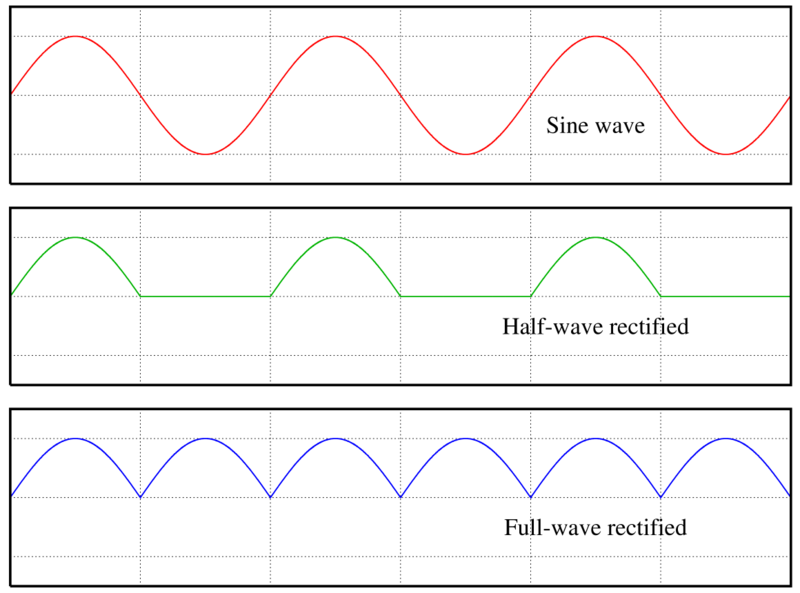 Sine wave
Half-wave rectified
Full-wave rectified